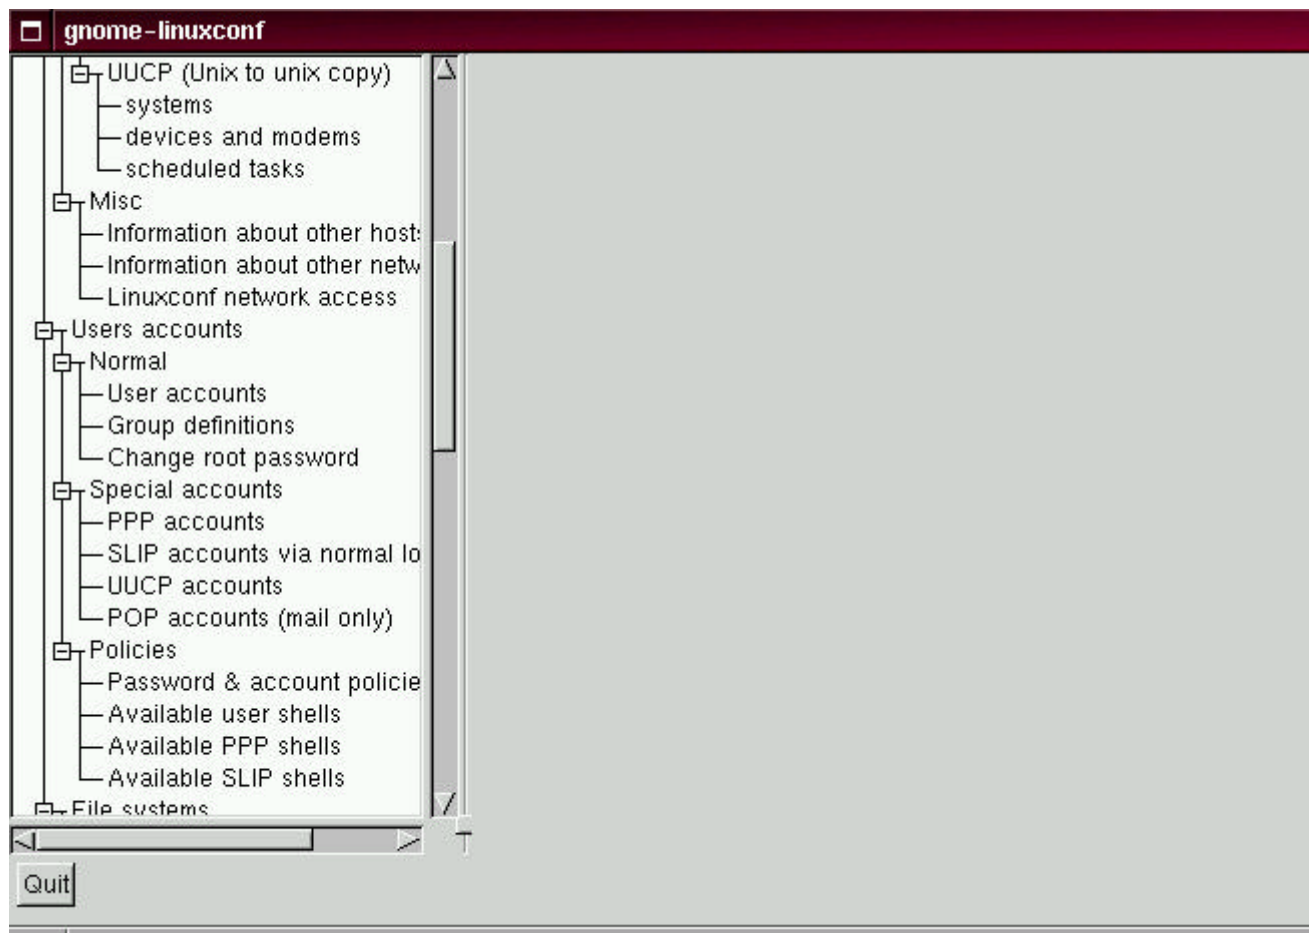 gnome-linuxconf
UUCP (Unix to unix copy)
systems
devices and modems
scheduled tasks
Misc
Information about other hosts
Information about other netw
Linuxconf network access
Users accounts
Normal
User accounts
Group definitions
Change root password
Special accounts
PPP accounts
SLIP accounts via normal lo
UUCP accounts
POP accounts (mail only)
Policies
Password & account policie
Available user shells
Available PPP shells
Available SLIP shells
File systems
Quit